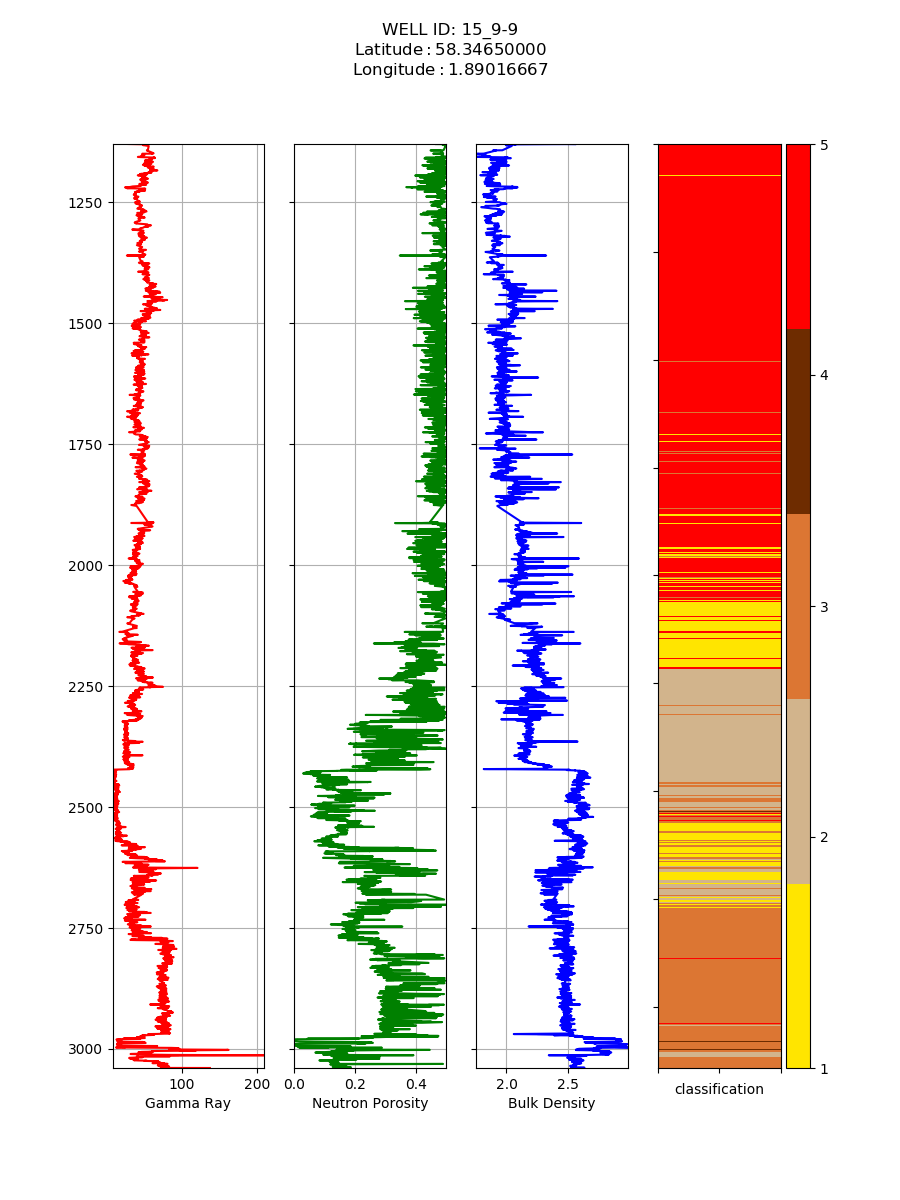 WELL ID: 15_9-9
Latitude : 58.34650000
Longitude : 1.89016667
1250
1500
1750
2000
2250
2500
2750
3000
100 200
Gamma Ray
0.0 0.2 0.4
Neutron Porosity
2.0 2.5
Bulk Density
classification
5
4
3
2
1